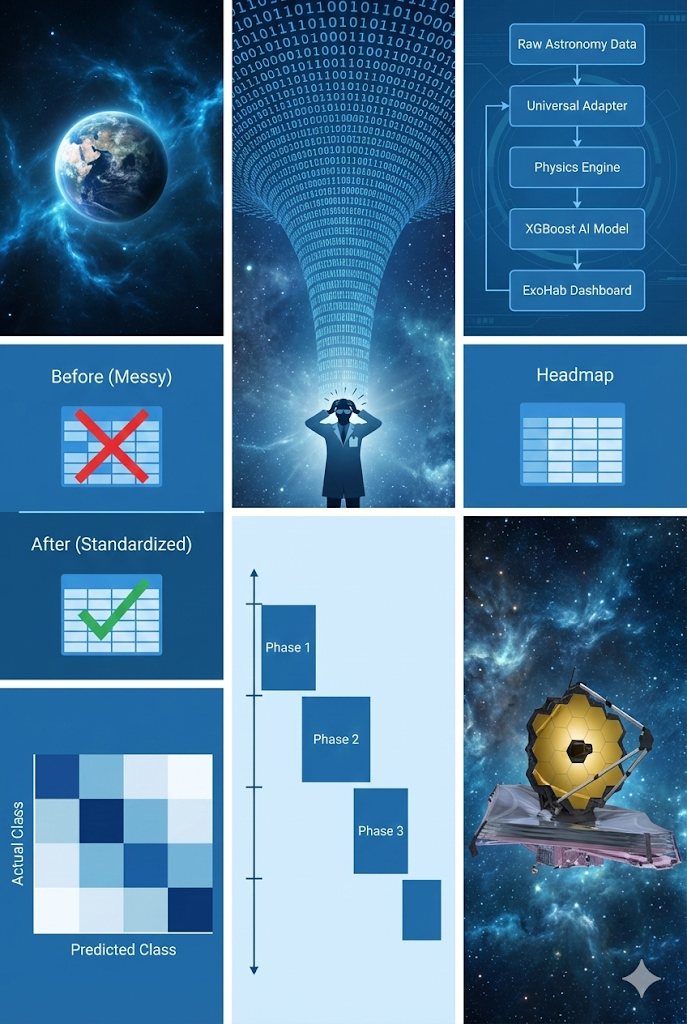 Raw Astronomy Data
Universal Adapter
Physics Engine
XGBoost AI Model
ExoHab Dashboard
Before (Messy)
After (Standardized)
Headmap
Phase 1
Phase 2
Phase 3
Actual Class
Predicted Class